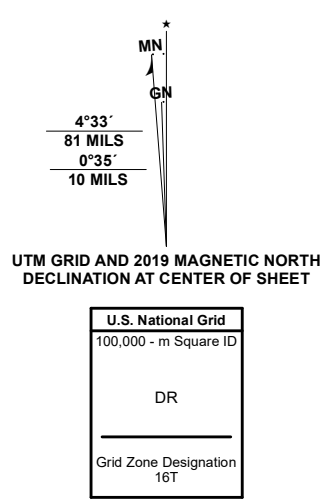 ★
MN
GN
4°33´
81 MILS
0°35´
10 MILS
UTM GRID AND 2019 MAGNETIC NORTH
DECLINATION AT CENTER OF SHEET
U.S. National Grid
100,000 - m Square ID
DR
Grid Zone Designation
16T